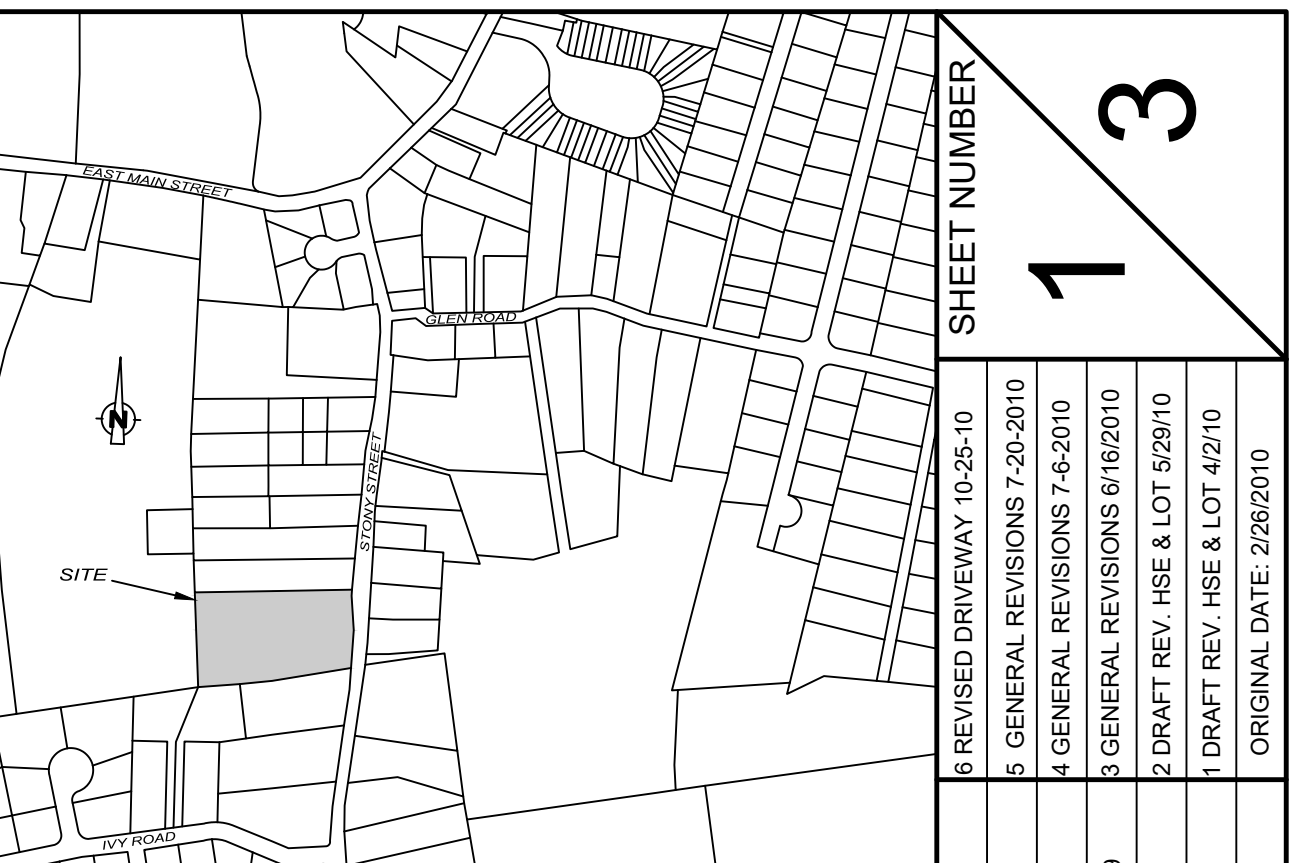 EAST MAIN STREET
GLEN ROAD
N
STONY STREET
SITE
IVY ROAD
SHEET NUMBER
1
3
6 REVISED DRIVEWAY 10-25-10
5 GENERAL REVISIONS 7-20-2010
4 GENERAL REVISIONS 7-6-2010
3 GENERAL REVISIONS 6/16/2010
2 DRAFT REV. HSE & LOT 5/29/10
1 DRAFT REV. HSE & LOT 4/2/10
ORIGINAL DATE: 2/26/2010